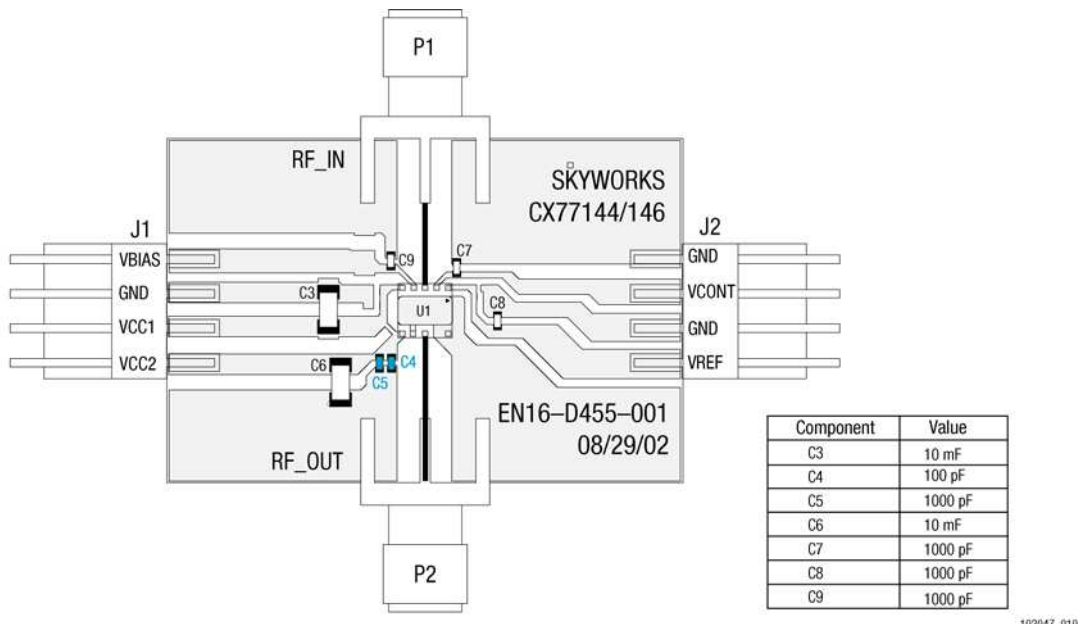 P1
RF_IN
SKYWORKS
CX77144/146
J1
J2
VBIAS
GND
VCC1
VCC2
C9
C7
GND
VCONT
GND
VREF
C3
U1
C8
C6
C4
C5
EN16–D455–001
08/29/02
RF_OUT
P2
Component Value
C3 10 mF
C4 100 pF
C5 1000 pF
C6 10 mF
C7 1000 pF
C8 1000 pF
C9 1000 pF